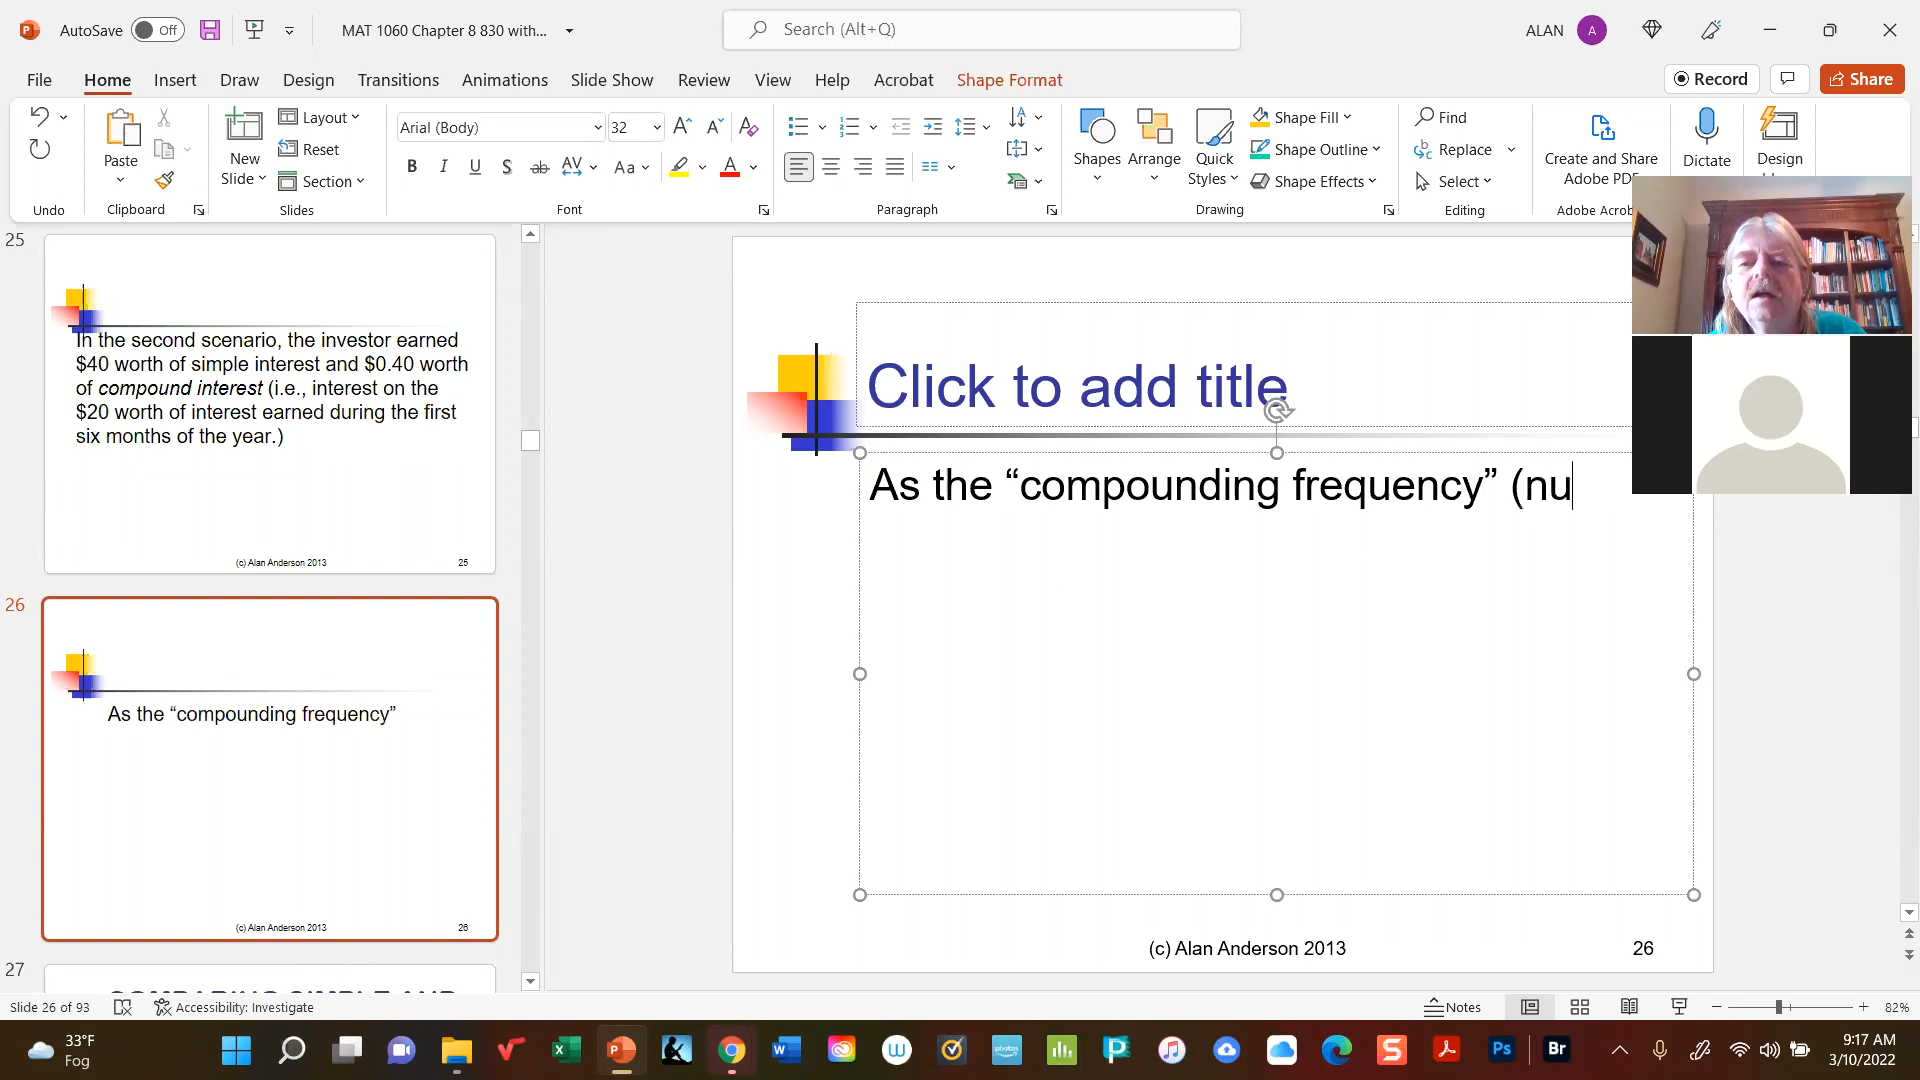 AutoSave Off MAT 1060 Chapter 8 830 with... Search (Alt+Q) ALAN A
File Home Insert Draw Design Transitions Animations Slide Show Review View Help Acrobat Shape Format Record Share
Undo
Paste
Clipboard
New Slide
Layout
Reset
Section
Slides
Arial (Body) 32
Font
Paragraph
Shapes
Arrange
Quick Styles
Shape Fill
Shape Outline
Shape Effects
Drawing
Find
Replace
Select
Editing
Create and Share
Adobe PDF
Dictate
Design
25
In the second scenario, the investor earned
$40 worth of simple interest and $0.40 worth
of compound interest (i.e., interest on the
$20 worth of interest earned during the first
six months of the year.)
(c) Alan Anderson 2013 25
26
As the “compounding frequency”
(c) Alan Anderson 2013 26
27
Click to add title
As the “compounding frequency” (nu
(c) Alan Anderson 2013 26
Slide 26 of 93 Accessibility: Investigate Notes 82%
33°F
Fog
9:17 AM
3/10/2022